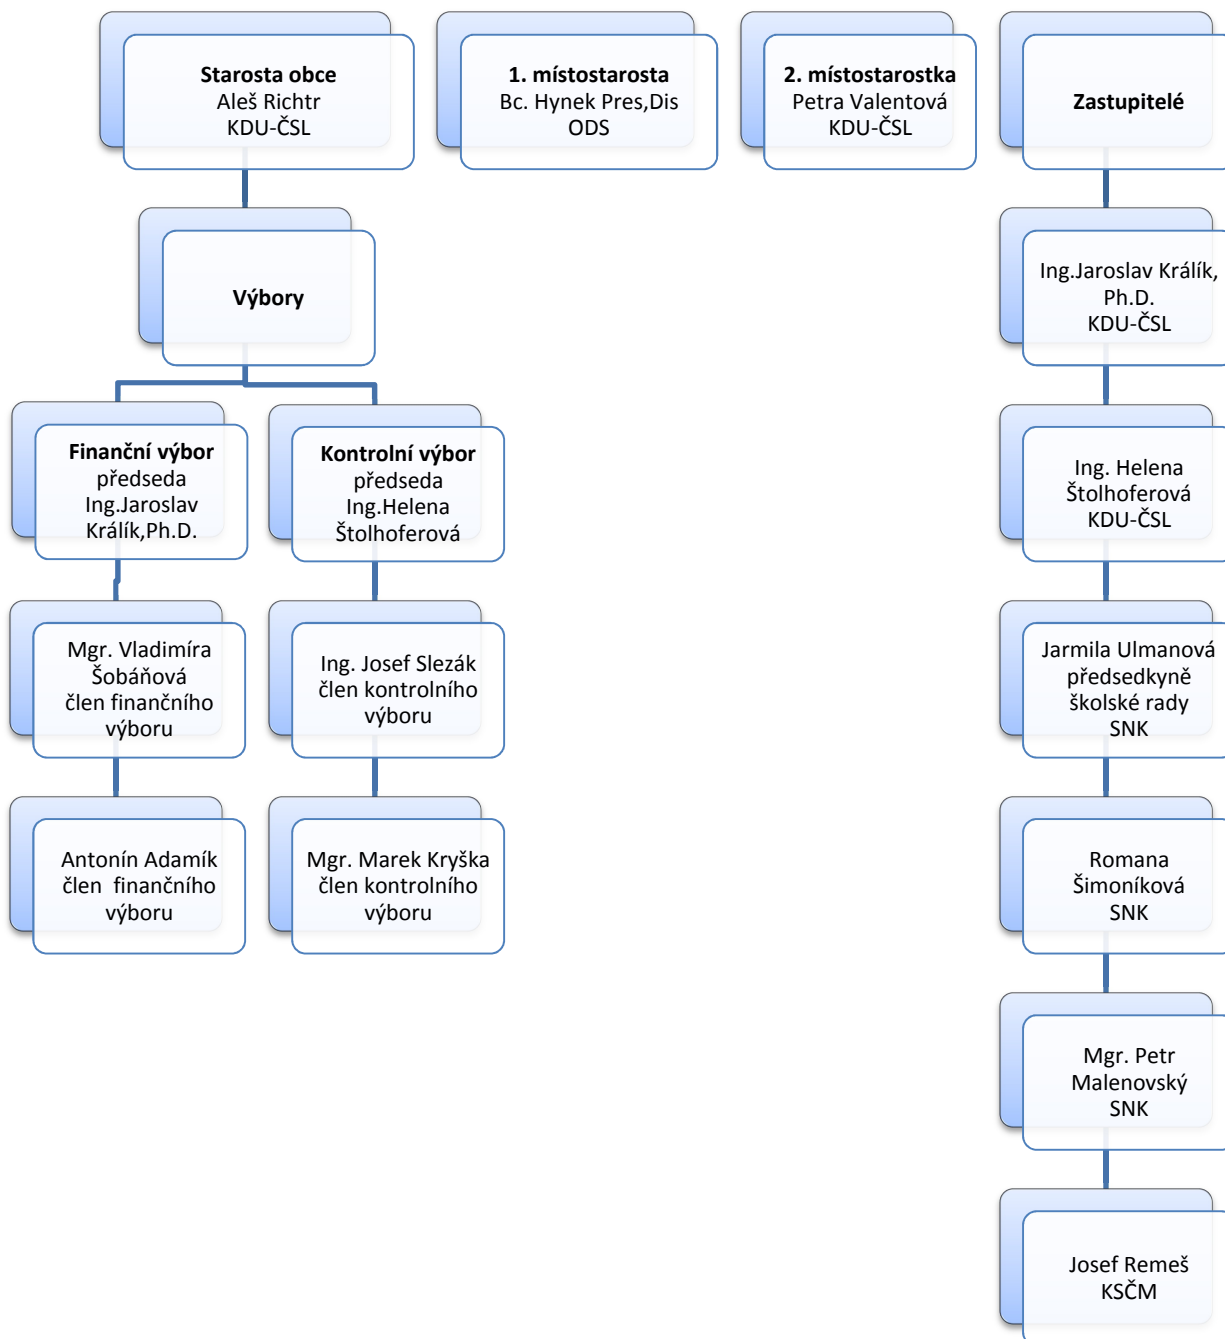 Starosta obce
Aleš Richtr
KDU-ČSL
1. místostarosta
Bc. Hynek Pres,Dis
ODS
2. místostarostka
Petra Valentová
KDU-ČSL
Zastupitelé
Výbory
Finanční výbor
předseda
Ing.Jaroslav
Králík,Ph.D.
Mgr. Vladimíra
Šobáňová
člen finančního
výboru
Antonín Adamík
člen  finančního
výboru
Kontrolní výbor
předseda
Ing.Helena
Štolhoferová
Ing. Josef Slezák
člen kontrolního
výboru
Mgr. Marek Kryška
člen kontrolního
výboru
Ing.Jaroslav Králík,
Ph.D.
KDU-ČSL
Ing. Helena
Štolhoferová
KDU-ČSL
Jarmila Ulmanová
předsedkyně
školské rady
SNK
Romana
Šimoníková
SNK
Mgr. Petr
Malenovský
SNK
Josef Remeš
KSČM